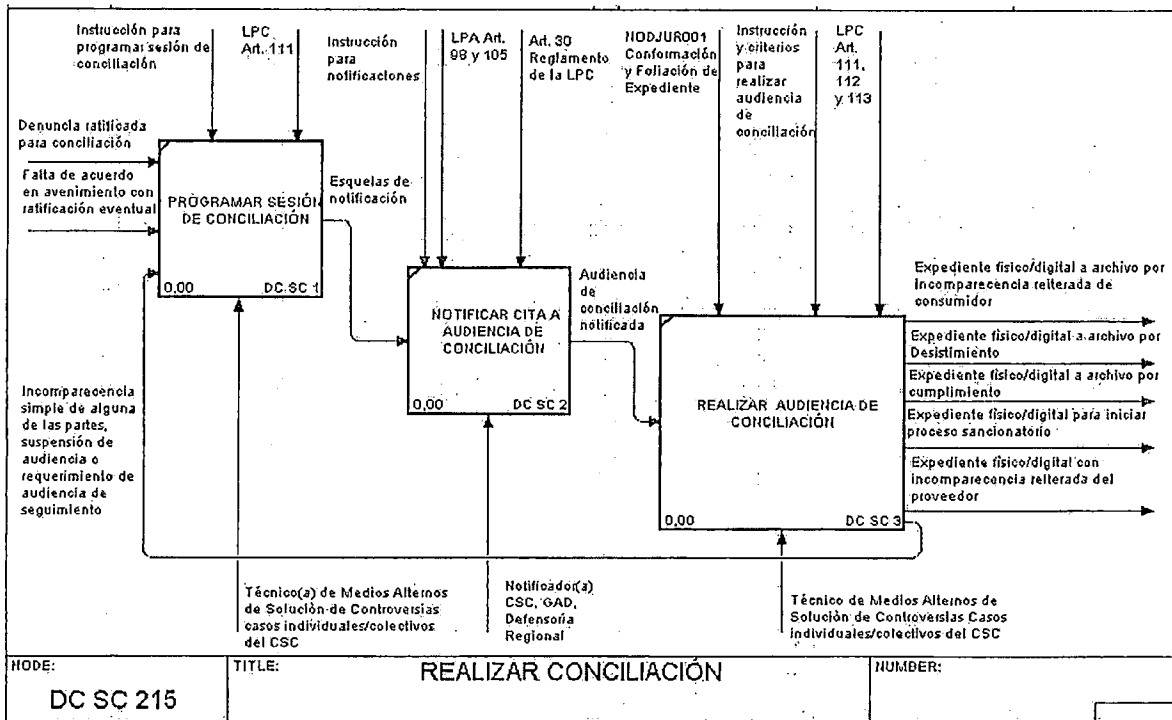 Instrucción para
programar sesión de
conciliación
LPC
Art. 111
Instrucción
para
notificaciones
LPA Art.
98 y 105
Art. 30
Reglamento
de la LPC
NODJUR001
Conformación
y Foliación de
Expediente
Instrucción
y criterios
para
realizar
audiencia
de
conciliación
LPC
Art.
111,
112
y 113
Denuncia ratificada
para conciliación
Falta de acuerdo
en avenimiento con
ratificación eventual
PROGRAMAR SESIÓN
DE CONCILIACIÓN
0,00
DC SC 1
Esquelas de
notificación
NOTIFICAR CITA A
AUDIENCIA DE
CONCILIACIÓN
0,00
DC SC 2
Audiencia
de
conciliación
notificada
REALIZAR AUDIENCIA DE
CONCILIACIÓN
0,00
DC SC 3
Expediente físico/digital a archivo por
incomparecencia reiterada de
consumidor
Expediente físico/digital a archivo por
Desistimiento
Expediente físico/digital a archivo por
cumplimiento
Expediente físico/digital para iniciar
proceso sancionatório
Expediente físico/digital con
incomparecencia reiterada del
proveedor
Incomparecencia
simple de alguna
de las partes,
suspensión de
audiencia o
requerimiento de
audiencia de
seguimiento
Técnico(a) de Medios Alternos
de Solución de Controversias
casos individuales/colectivos
del CSC
Notificador(a)
CSC, GAD,
Defensoría
Regional
Técnico de Medios Alternos de
Solución de Controversias Casos
individuales/colectivos del CSC
NODE:
DC SC 215
TITLE:
REALIZAR CONCILIACIÓN
NUMBER: